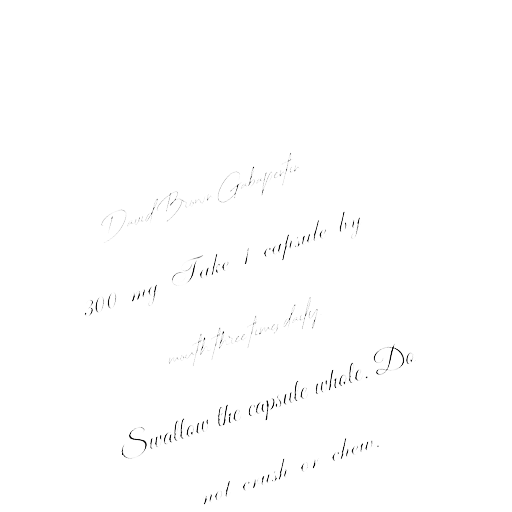 David Brown Gabapentin
300 mg Take 1 capsule by
mouth three times daily
Swallow the capsule whole. Do
not crush or chew.